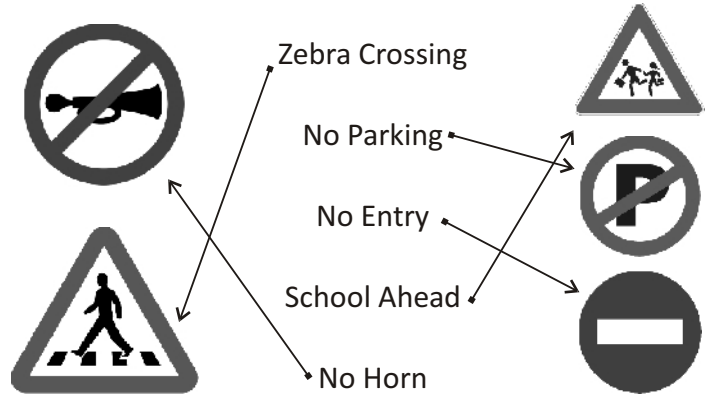 Zebra Crossing
No Parking
P
No Entry
School Ahead
No Horn